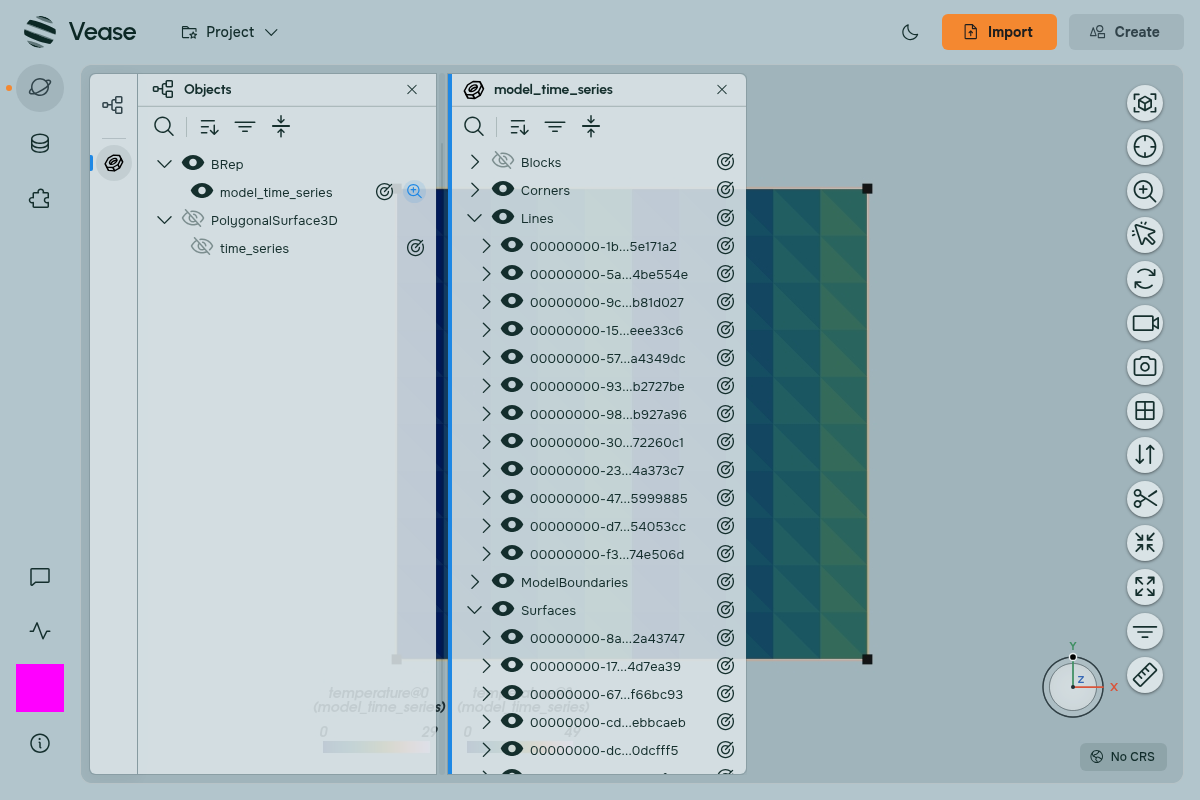 Vease
Project
Import
Create
Objects
BRep
model_time_series
PolygonalSurface3D
time_series
model_time_series
Blocks
Corners
Lines
00000000-1b...5e171a2
00000000-5a...4be554e
00000000-9c...b81d027
00000000-15...eee33c6
00000000-57...a4349dc
00000000-93...b2727be
00000000-98...b927a96
00000000-30...72260c1
00000000-23...4a373c7
00000000-47...5999885
00000000-d7...54053cc
00000000-f3...74e506d
ModelBoundaries
Surfaces
00000000-8a...2a43747
00000000-17...4d7ea39
00000000-67...f66bc93
00000000-cd...ebbcaeb
00000000-dc...0dcfff5
temperature@0
(model_time_series)
0 29
(model_time_series)
0 49
Y
Z
X
No CRS